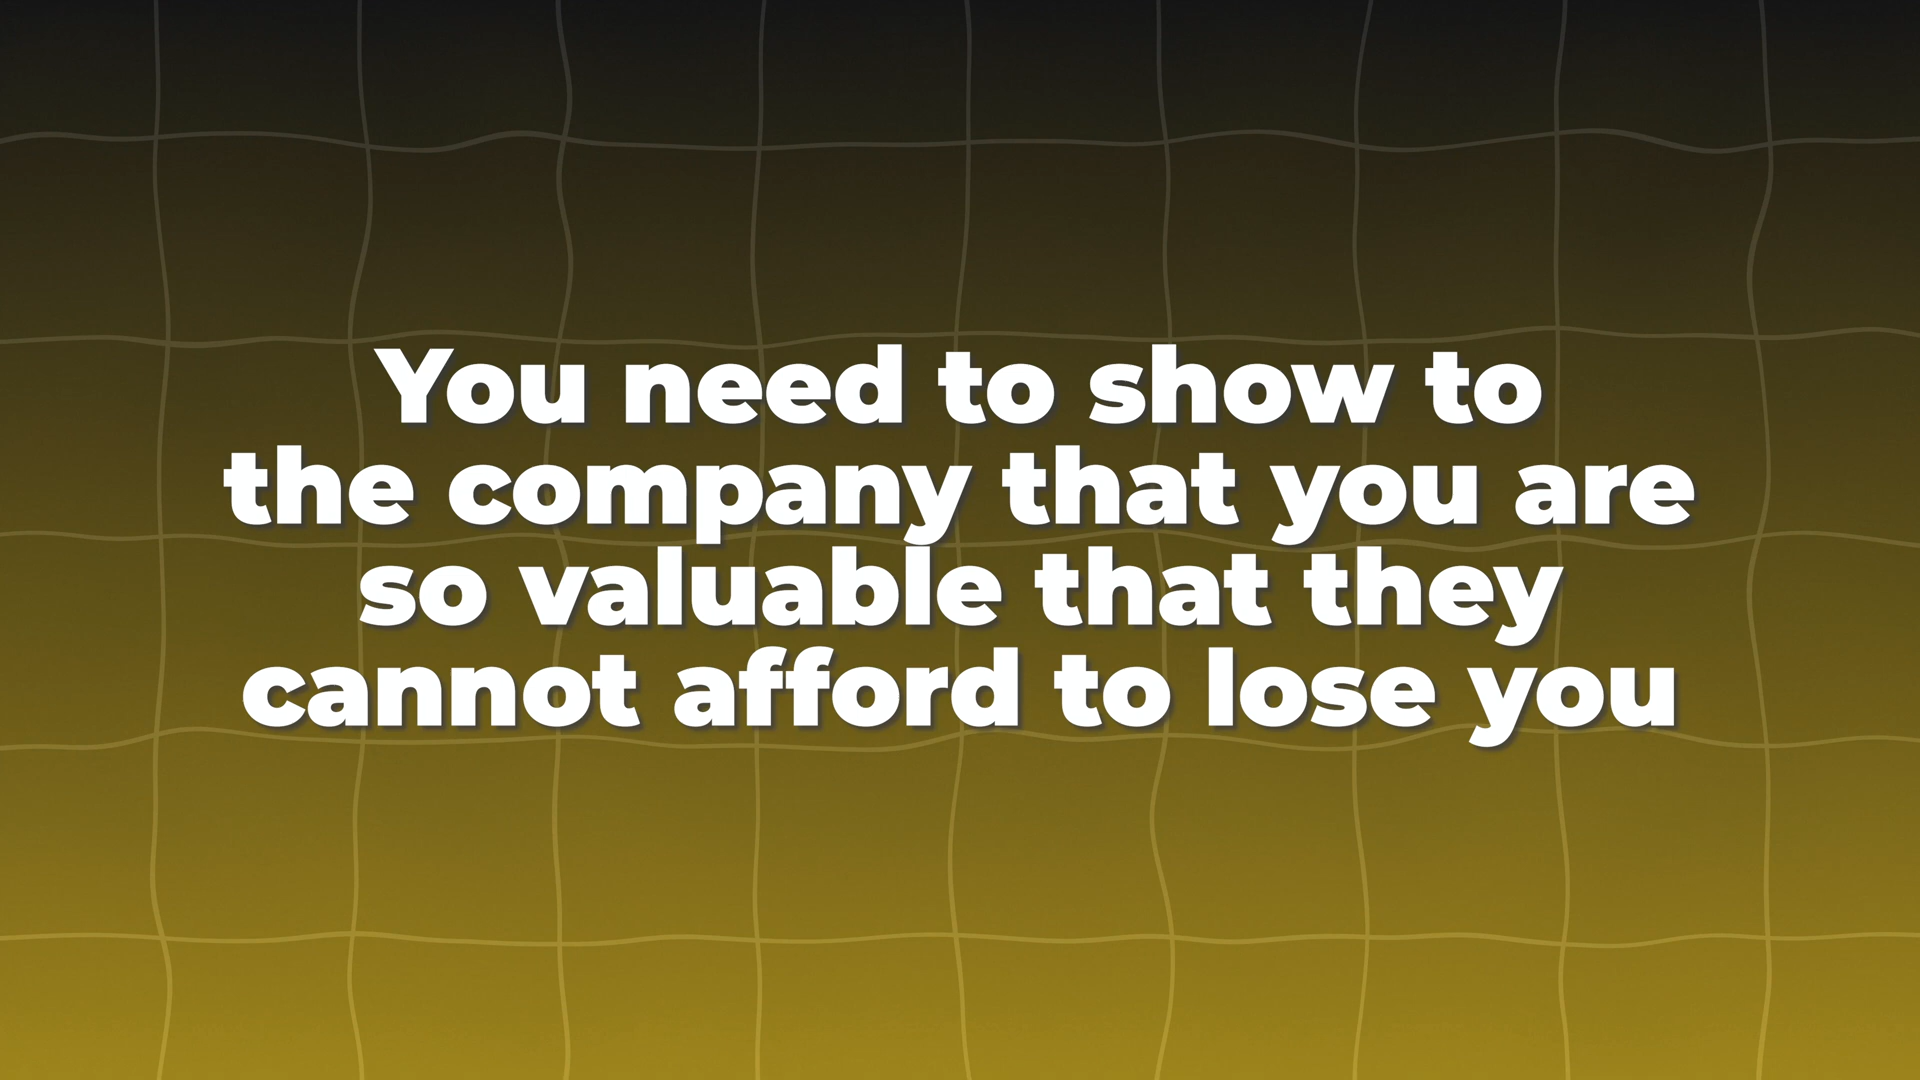 You need to show to
the company that you are
so valuable that they
cannot afford to lose you